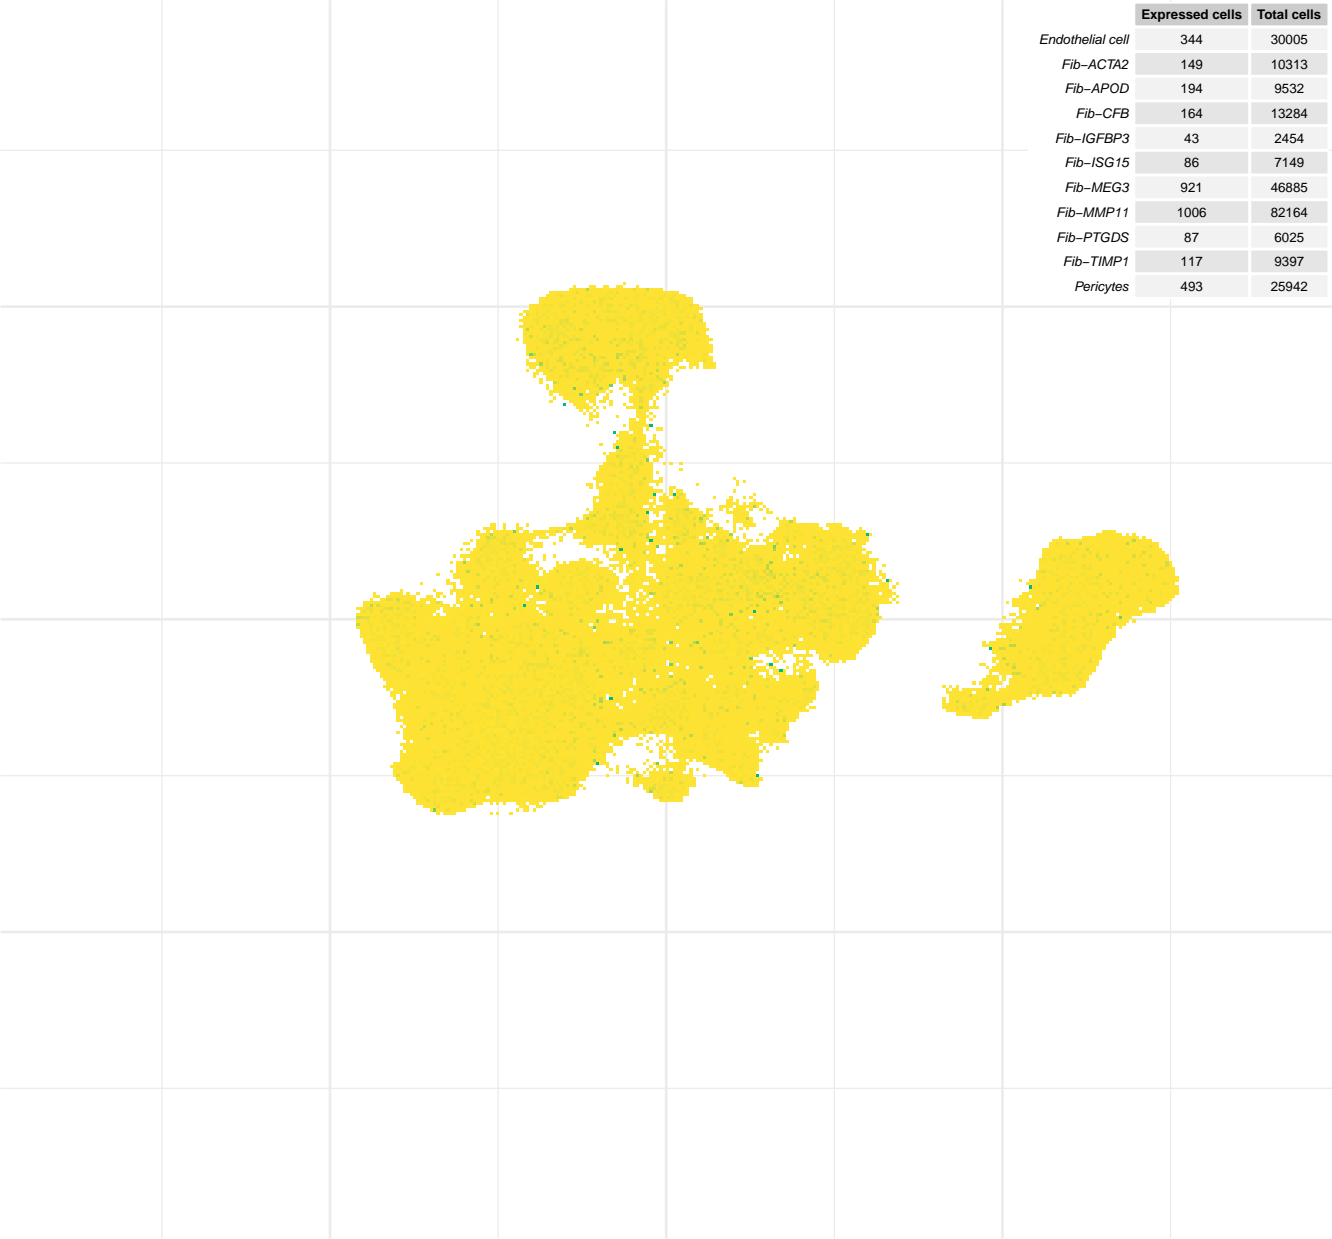 Expressed cells Total cells
Endothelial cell 344 30005
Fib−ACTA2 149 10313
Fib−APOD 194 9532
Fib−CFB 164 13284
Fib−IGFBP3 43 2454
Fib−ISG15 86 7149
Fib−MEG3 921 46885
Fib−MMP11 1006 82164
Fib−PTGDS 87 6025
Fib−TIMP1 117 9397
Pericytes 493 25942